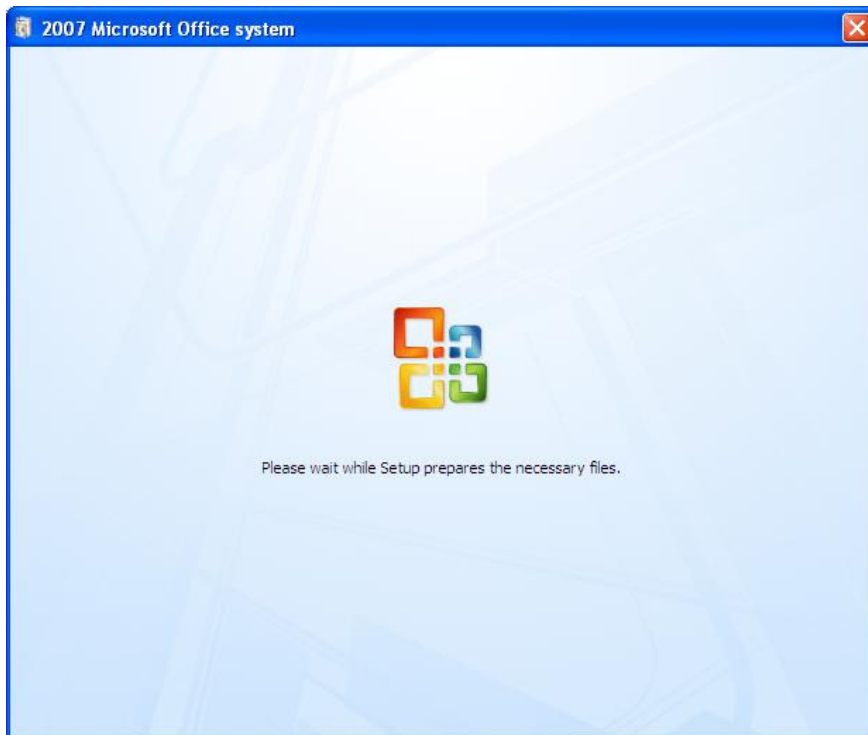 2007 Microsoft Office system
Please wait while Setup prepares the necessary files.